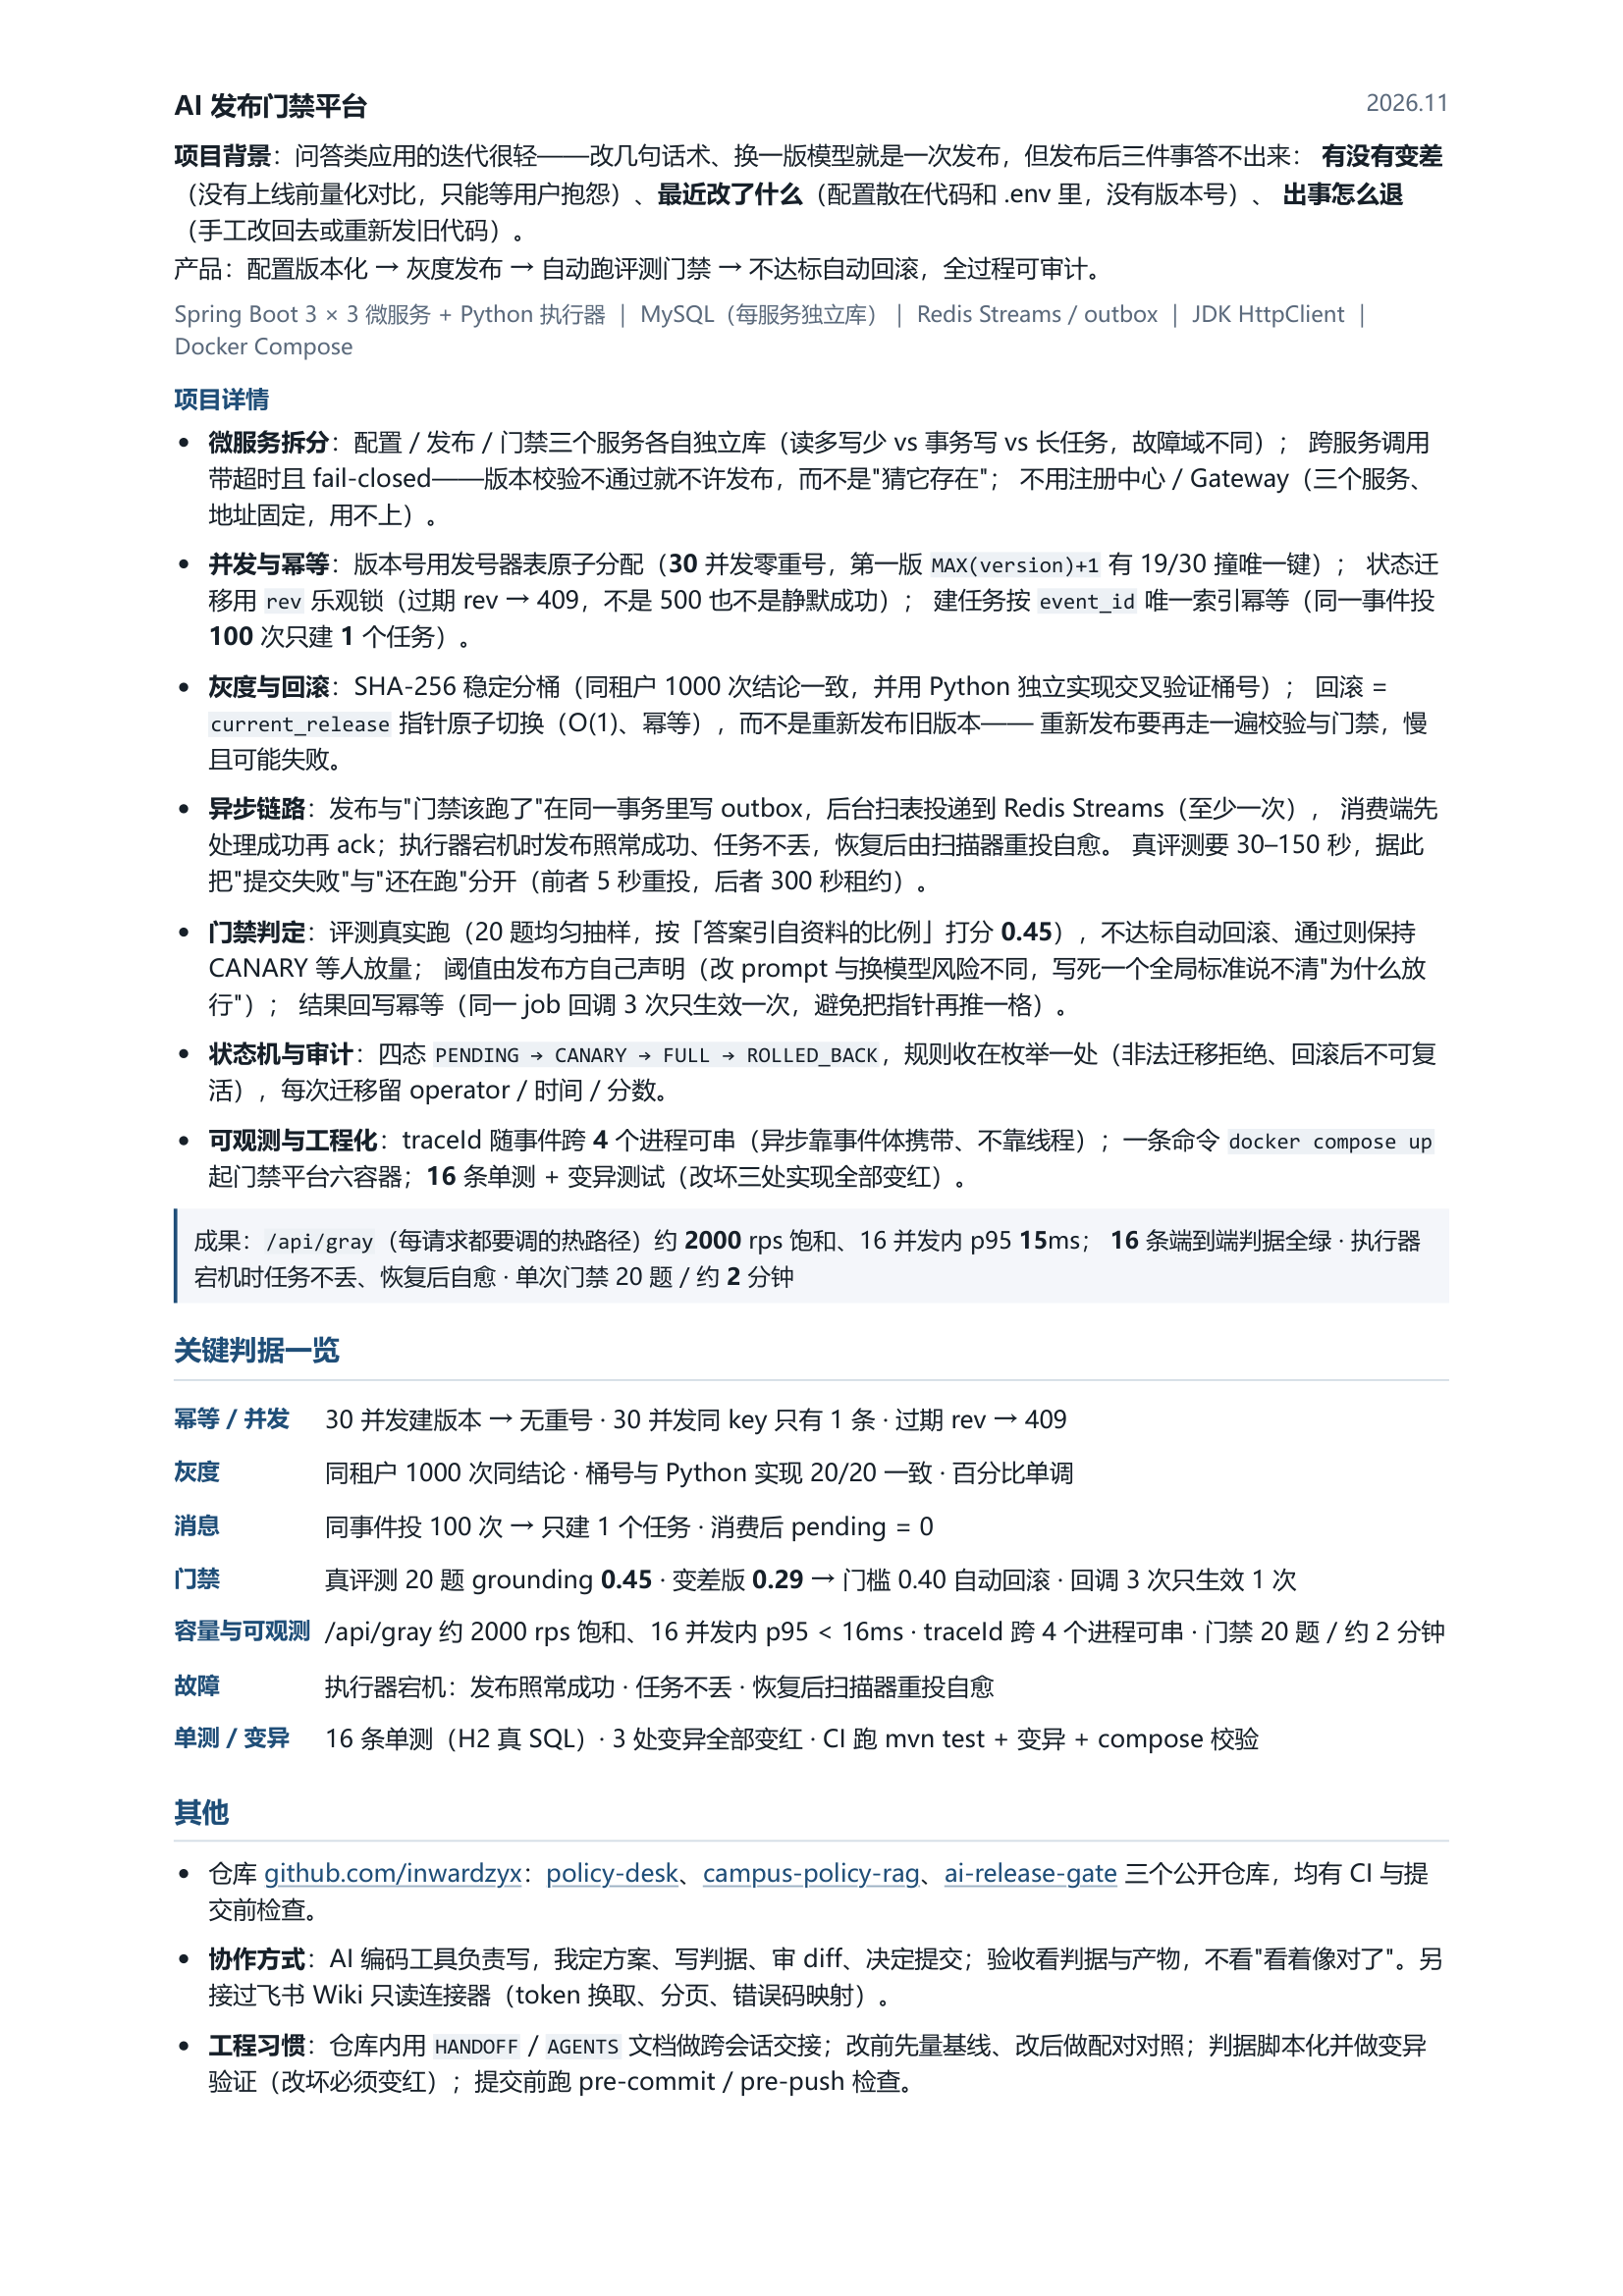 AI 发布门禁平台 2026.11
项目背景：问答类应用的迭代很轻——改几句话术、换一版模型就是一次发布，但发布后三件事答不出来： 有没有变差
（没有上线前量化对比，只能等用户抱怨）、最近改了什么（配置散在代码和 .env 里，没有版本号）、 出事怎么退
（手工改回去或重新发旧代码）。
产品：配置版本化 → 灰度发布 → 自动跑评测门禁 → 不达标自动回滚，全过程可审计。
Spring Boot 3 × 3 微服务 + Python 执行器 | MySQL（每服务独立库） | Redis Streams / outbox | JDK HttpClient |
Docker Compose
项目详情
• 微服务拆分：配置 / 发布 / 门禁三个服务各自独立库（读多写少 vs 事务写 vs 长任务，故障域不同）； 跨服务调用
带超时且 fail-closed——版本校验不通过就不许发布，而不是"猜它存在"； 不用注册中心 / Gateway（三个服务、
地址固定，用不上）。
• 并发与幂等：版本号用发号器表原子分配（30 并发零重号，第一版 MAX(version)+1 有 19/30 撞唯一键）； 状态迁
移用 rev 乐观锁（过期 rev → 409，不是 500 也不是静默成功）； 建任务按 event_id 唯一索引幂等（同一事件投
100 次只建 1 个任务）。
• 灰度与回滚：SHA-256 稳定分桶（同租户 1000 次结论一致，并用 Python 独立实现交叉验证桶号）； 回滚 =
current_release 指针原子切换（O(1)、幂等），而不是重新发布旧版本—— 重新发布要再走一遍校验与门禁，慢
且可能失败。
• 异步链路：发布与"门禁该跑了"在同一事务里写 outbox，后台扫表投递到 Redis Streams（至少一次）， 消费端先
处理成功再 ack；执行器宕机时发布照常成功、任务不丢，恢复后由扫描器重投自愈。 真评测要 30–150 秒，据此
把"提交失败"与"还在跑"分开（前者 5 秒重投，后者 300 秒租约）。
• 门禁判定：评测真实跑（20 题均匀抽样，按「答案引自资料的比例」打分 0.45），不达标自动回滚、通过则保持
CANARY 等人放量； 阈值由发布方自己声明（改 prompt 与换模型风险不同，写死一个全局标准说不清"为什么放
行"）； 结果回写幂等（同一 job 回调 3 次只生效一次，避免把指针再推一格）。
• 状态机与审计：四态 PENDING → CANARY → FULL → ROLLED_BACK，规则收在枚举一处（非法迁移拒绝、回滚后不可复
活），每次迁移留 operator / 时间 / 分数。
• 可观测与工程化：traceId 随事件跨 4 个进程可串（异步靠事件体携带、不靠线程）；一条命令 docker compose up
起门禁平台六容器；16 条单测 + 变异测试（改坏三处实现全部变红）。
成果：/api/gray（每请求都要调的热路径）约 2000 rps 饱和、16 并发内 p95 15ms； 16 条端到端判据全绿 · 执行器
宕机时任务不丢、恢复后自愈 · 单次门禁 20 题 / 约 2 分钟
关键判据一览
幂等 / 并发 30 并发建版本 → 无重号 · 30 并发同 key 只有 1 条 · 过期 rev → 409
灰度 同租户 1000 次同结论 · 桶号与 Python 实现 20/20 一致 · 百分比单调
消息 同事件投 100 次 → 只建 1 个任务 · 消费后 pending = 0
门禁 真评测 20 题 grounding 0.45 · 变差版 0.29 → 门槛 0.40 自动回滚 · 回调 3 次只生效 1 次
容量与可观测 /api/gray 约 2000 rps 饱和、16 并发内 p95 < 16ms · traceId 跨 4 个进程可串 · 门禁 20 题 / 约 2 分钟
故障 执行器宕机：发布照常成功 · 任务不丢 · 恢复后扫描器重投自愈
单测 / 变异 16 条单测（H2 真 SQL）· 3 处变异全部变红 · CI 跑 mvn test + 变异 + compose 校验
其他
• 仓库 github.com/inwardzyx：policy-desk、campus-policy-rag、ai-release-gate 三个公开仓库，均有 CI 与提
交前检查。
• 协作方式：AI 编码工具负责写，我定方案、写判据、审 diff、决定提交；验收看判据与产物，不看"看着像对了"。另
接过飞书 Wiki 只读连接器（token 换取、分页、错误码映射）。
• 工程习惯：仓库内用 HANDOFF / AGENTS 文档做跨会话交接；改前先量基线、改后做配对对照；判据脚本化并做变异
验证（改坏必须变红）；提交前跑 pre-commit / pre-push 检查。